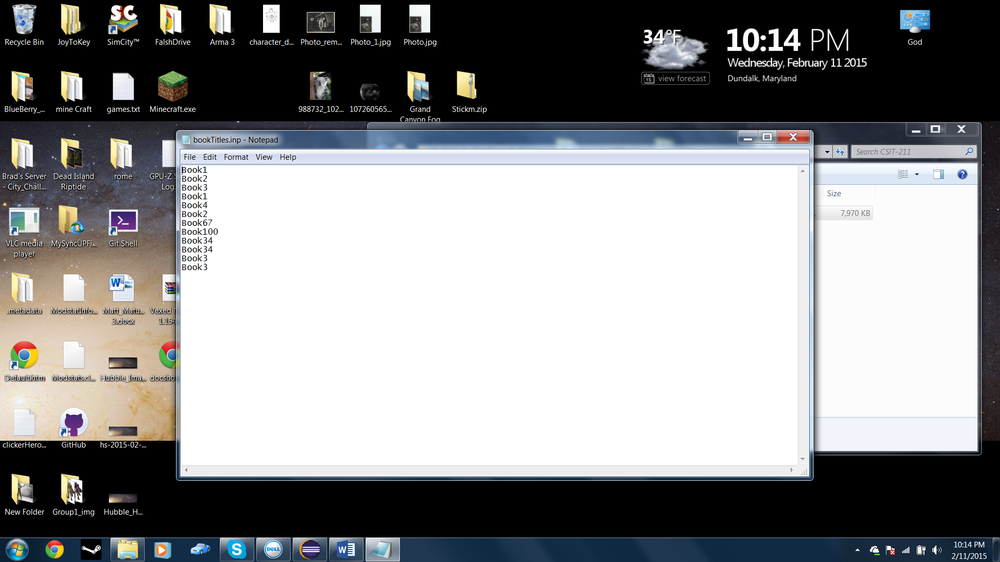 Recycle Bin
JoyToKey
SimCity™
FalshDrive
Arma 3
character_d...
Photo_rem...
Photo_1.jpg
Photo.jpg
34°F
view forecast
15
10:14 PM
Wednesday, February 11 2015
Dundalk, Maryland
God
BlueBerry_...
mine Craft
games.txt
Minecraft.exe
988732_102...
107260565...
Grand
Canyon Fog
Stickm.zip
bookTitles.inp - Notepad
File Edit Format View Help
Book1
Book2
Book3
Book1
Book4
Book2
Book67
Book100
Book34
Book34
Book3
Book3
Search CSIT-211
Size
7,970 KB
Brad's Server
- City_Chall...
Dead Island
Riptide
rome
GPU-Z
Log.
VLC media
player
MySyncUPFi...
Git Shell
.metadata
ModstatInfo...
Matt_Matu...
3.docx
Vexed
1.154
Default.htm
Modstats.cl...
Hubble_Ima...
docsho
clickerHero...
GitHub
hs-2015-02-...
New Folder
Group1_img
Hubble_H...
SC
DELL
10:14 PM
2/11/2015